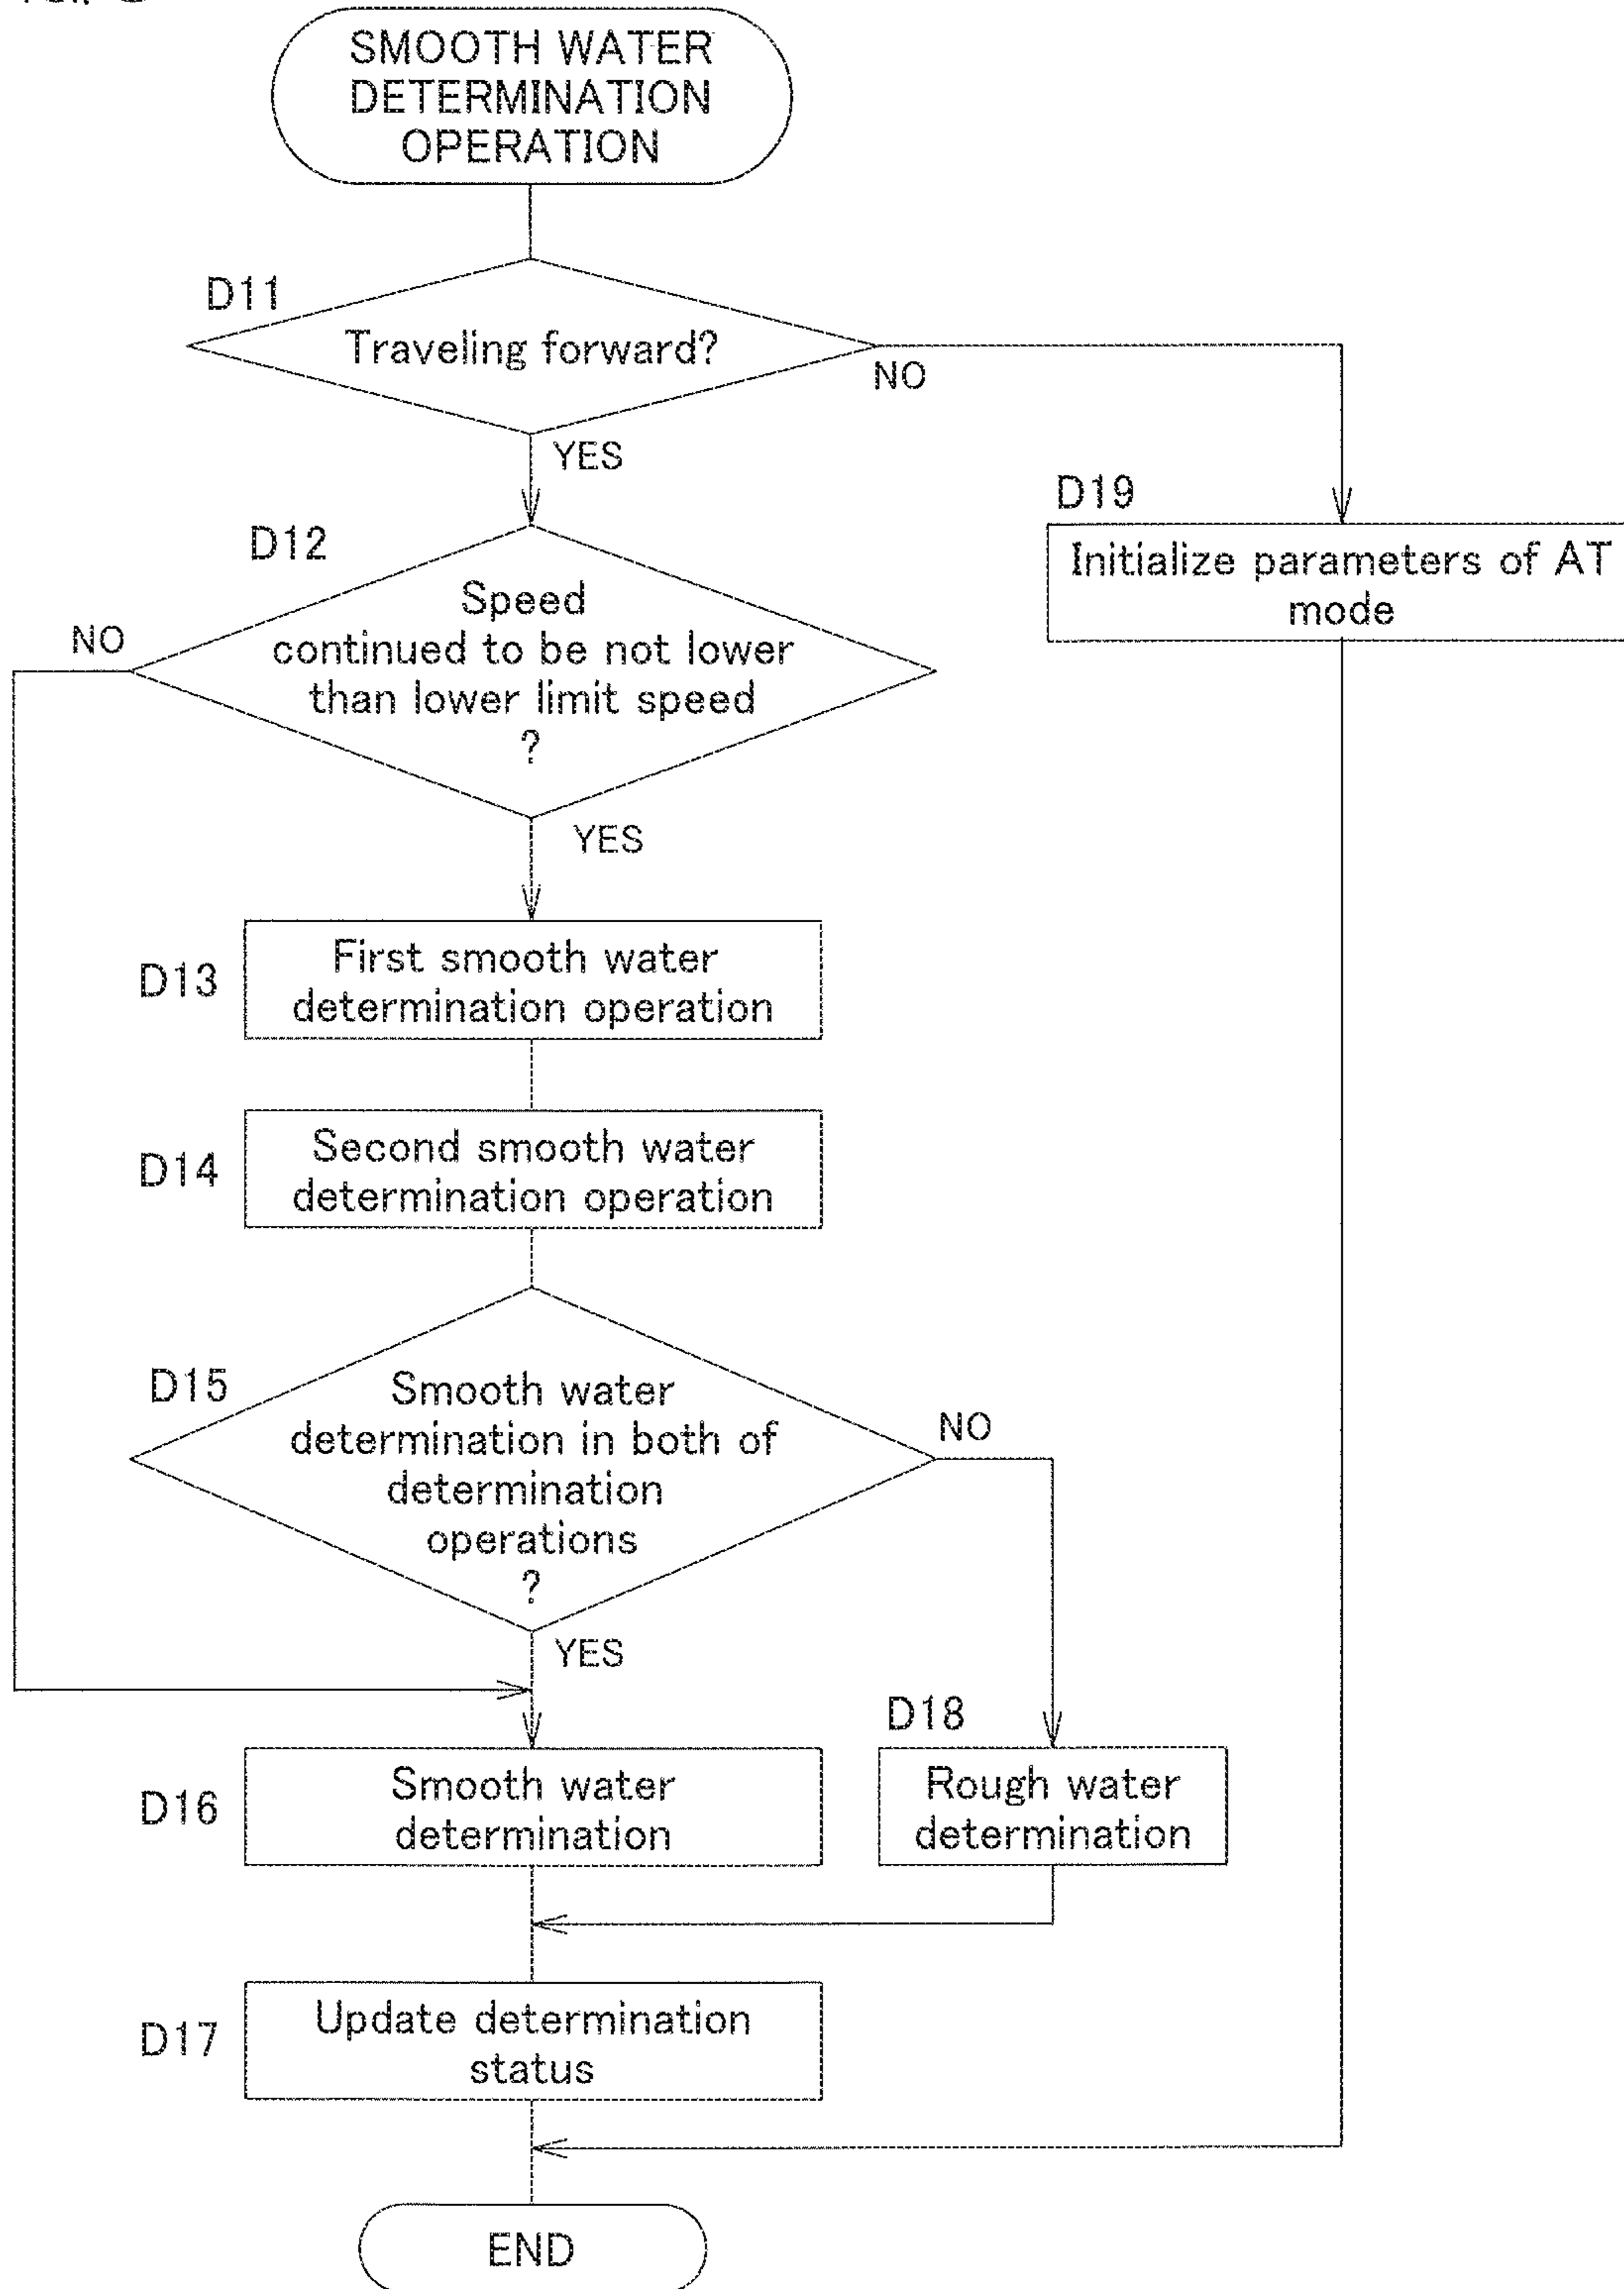 SMOOTH WATER
DETERMINATION
OPERATION
D11
Traveling forward?
NO
YES
D19
Initialize parameters of AT
mode
D12
Speed
continued to be not lower
than lower limit speed
?
NO
YES
D13
First smooth water
determination operation
D14
Second smooth water
determination operation
D15
Smooth water
determination in both of
determination
operations
?
NO
YES
D18
Rough water
determination
D16
Smooth water
determination
D17
Update determination
status
END